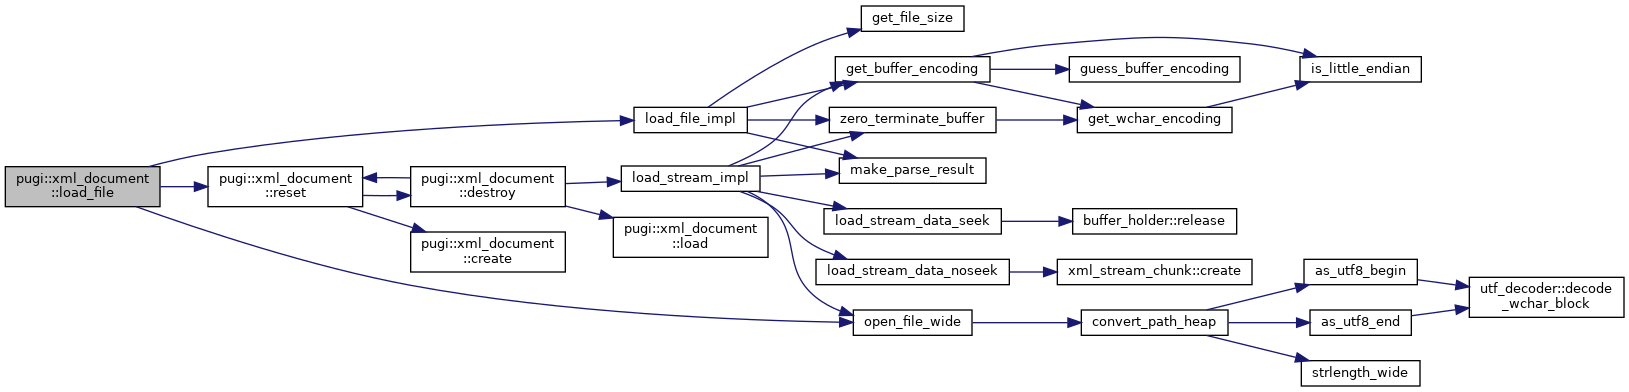 pugi::xml_document
::load_file
load_file_impl
pugi::xml_document
::reset
pugi::xml_document
::destroy
pugi::xml_document
::create
load_stream_impl
pugi::xml_document
::load
get_file_size
get_buffer_encoding
zero_terminate_buffer
make_parse_result
load_stream_data_seek
load_stream_data_noseek
open_file_wide
guess_buffer_encoding
get_wchar_encoding
buffer_holder::release
xml_stream_chunk::create
convert_path_heap
is_little_endian
as_utf8_begin
as_utf8_end
strlength_wide
utf_decoder::decode
_wchar_block